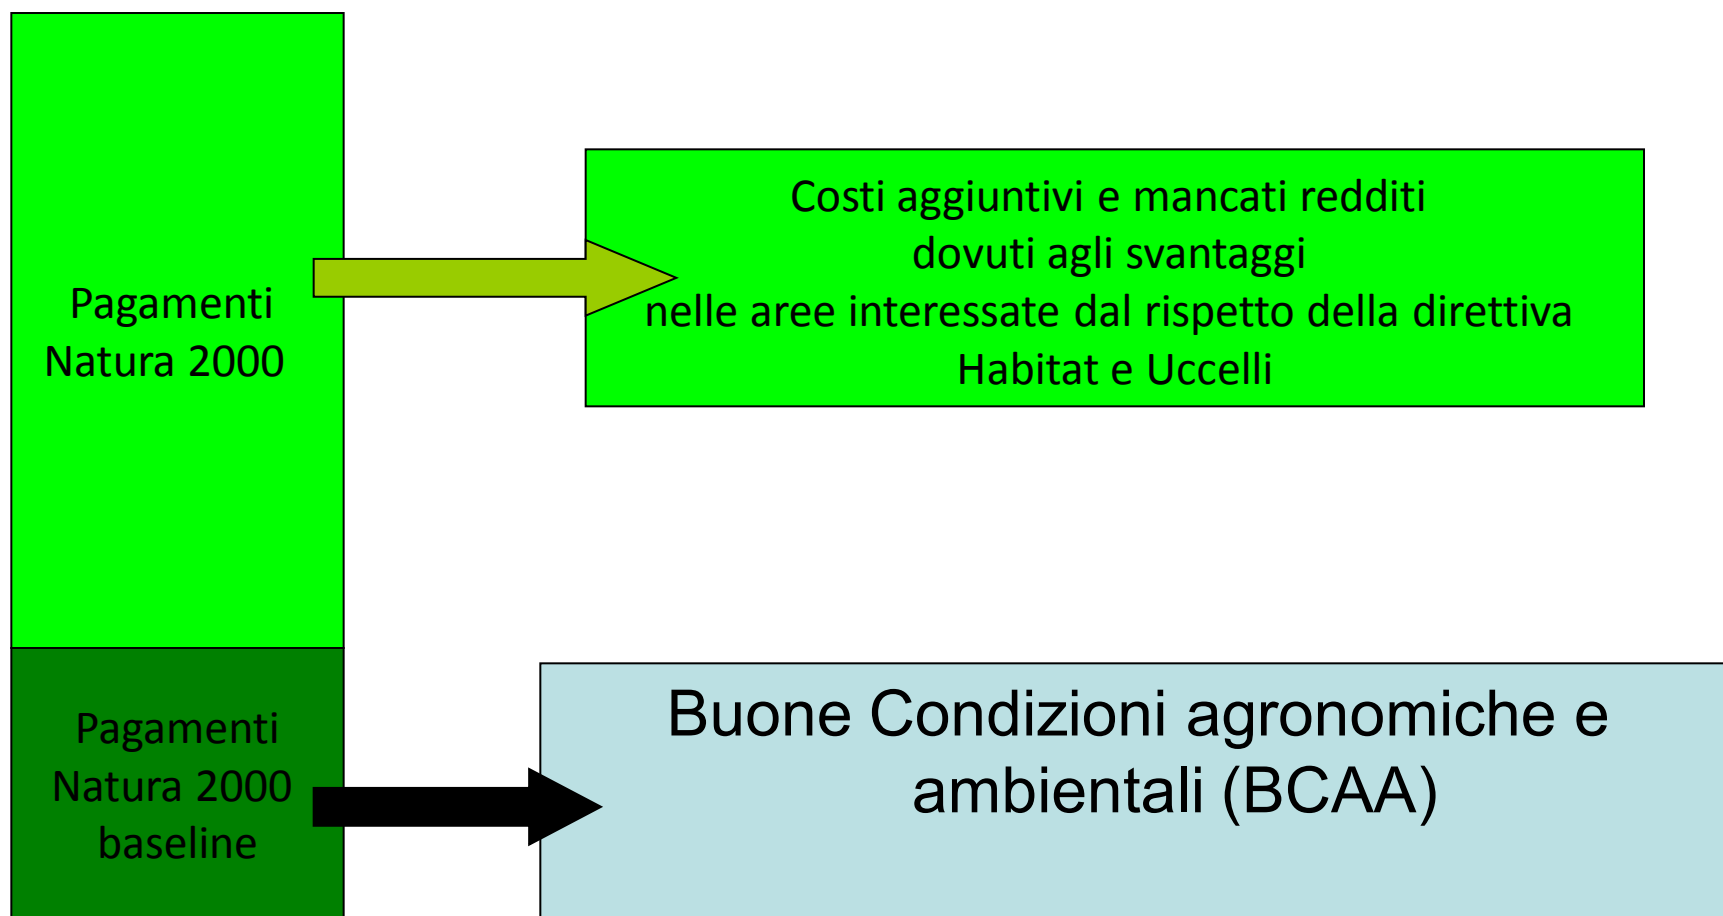 Pagamenti
Natura 2000
Costi aggiuntivi e mancati redditi
dovuti agli svantaggi
nelle aree interessate dal rispetto della direttiva
Habitat e Uccelli
Pagamenti
Natura 2000
baseline
Buone Condizioni agronomiche e
ambientali (BCAA)